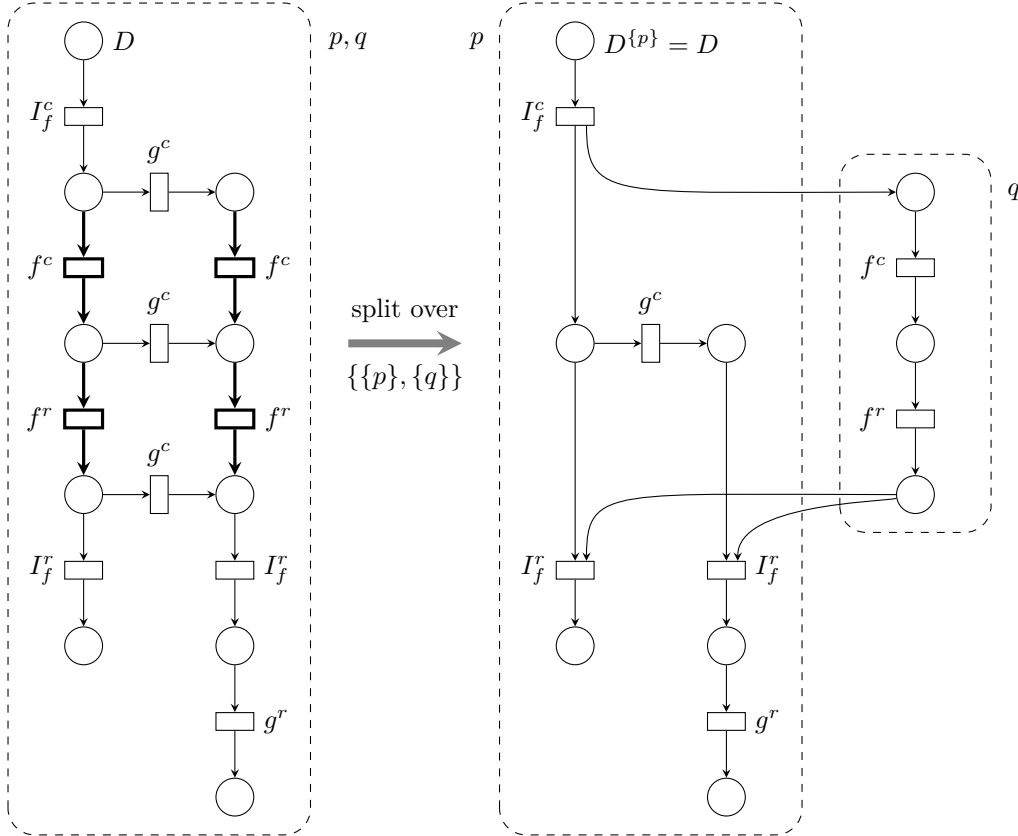 D
p, q
p
D^{\{p\}} = D
I_f^c
I_f^c
g^c
q
f^c
f^c
f^c
g^c
split over
g^c
{{p}, {q}}
f^r
f^r
f^r
g^c
I_f^r
I_f^r
I_f^r
I_f^r
g^r
g^r